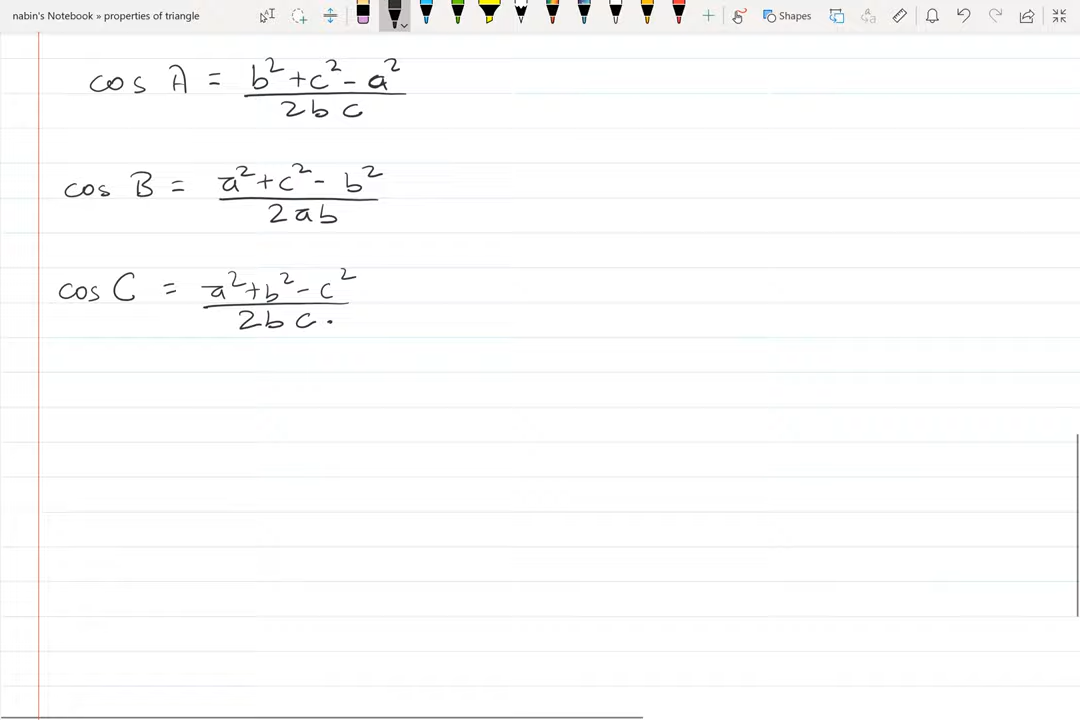 nabin's Notebook » properties of triangle
Shapes
cos A = (b² + c² - a²) / (2bc)
cos B = (a² + c² - b²) / (2ab)
cos C = (a² + b² - c²) / (2bc).